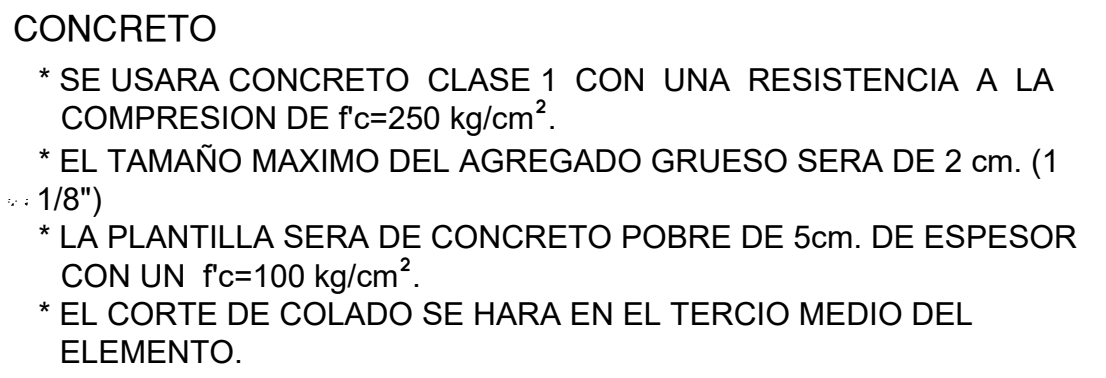 CONCRETO
* SE USARA CONCRETO CLASE 1 CON UNA RESISTENCIA A LA
COMPRESION DE f'c=250 kg/cm².
* EL TAMAÑO MAXIMO DEL AGREGADO GRUESO SERA DE 2 cm. (1
1/8")
* LA PLANTILLA SERA DE CONCRETO POBRE DE 5cm. DE ESPESOR
CON UN f'c=100 kg/cm².
* EL CORTE DE COLADO SE HARA EN EL TERCIO MEDIO DEL
ELEMENTO.